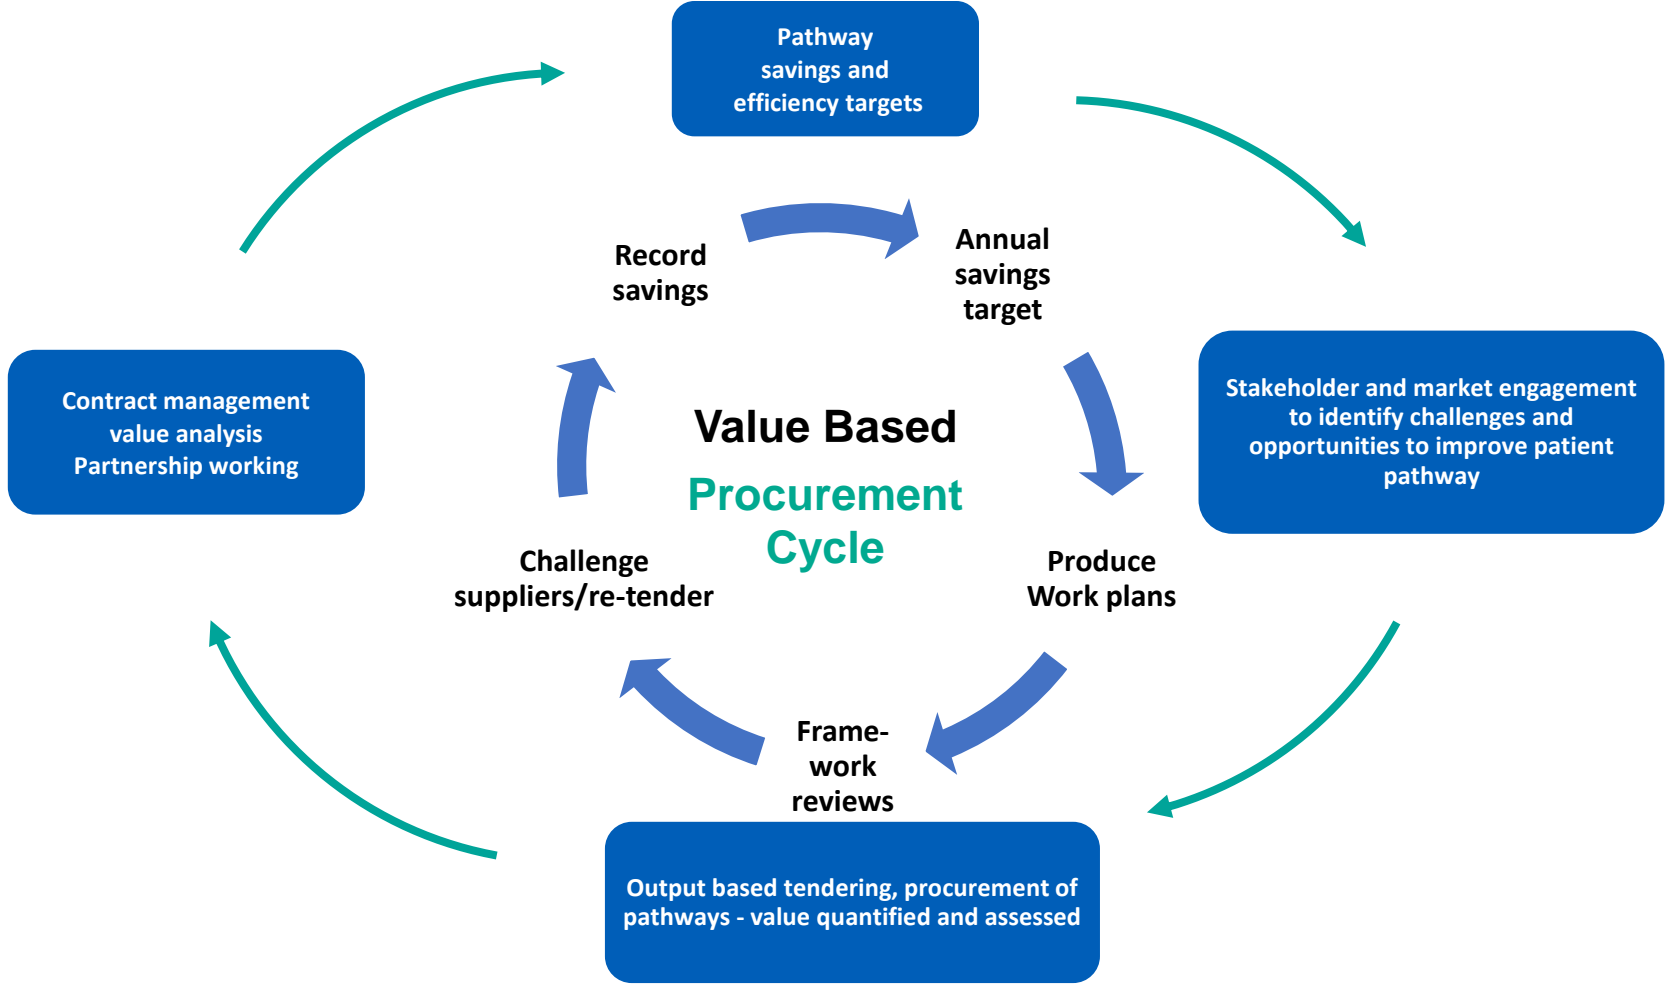 Pathway
savings and
efficiency targets
Record
savings
Annual
savings
target
Contract management
value analysis
Partnership working
Stakeholder and market engagement
to identify challenges and
opportunities to improve patient
pathway
Value Based
Procurement
Cycle
Challenge
suppliers/re-tender
Produce
Work plans
Frame-
work
reviews
Output based tendering, procurement of
pathways - value quantified and assessed